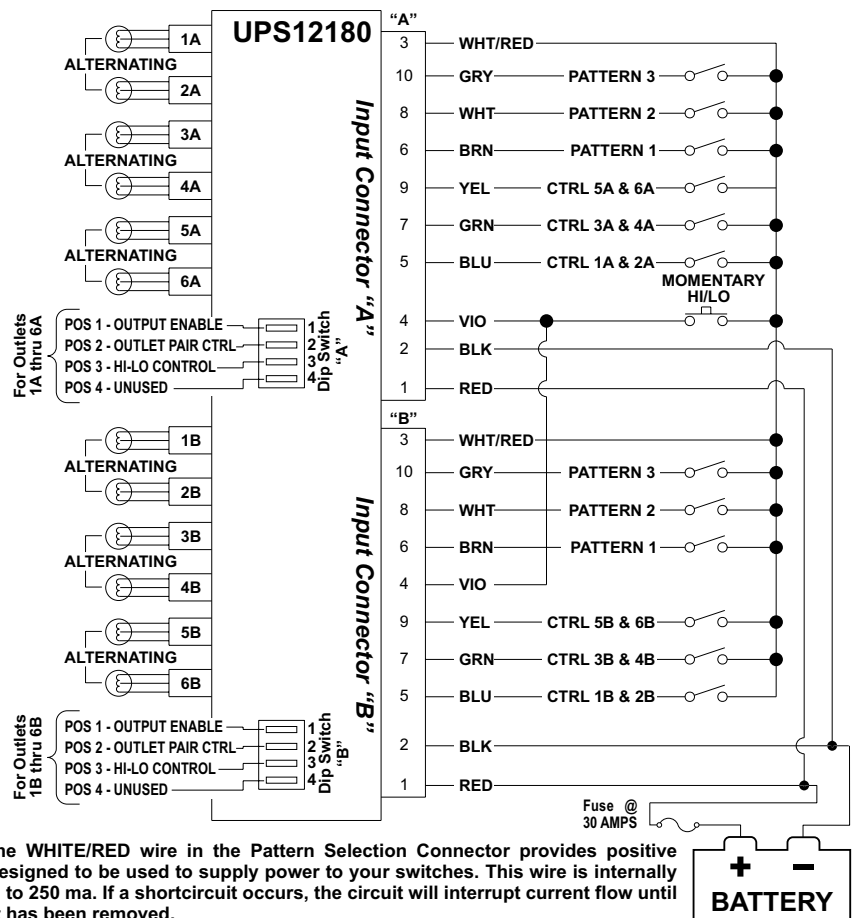 UPS12180
"A"
1A
ALTERNATING
2A
3A
ALTERNATING
4A
5A
ALTERNATING
6A
Input Connector "A"
3 WHT/RED
10 GRY PATTERN 3
8 WHT PATTERN 2
6 BRN PATTERN 1
9 YEL CTRL 5A & 6A
7 GRN CTRL 3A & 4A
5 BLU CTRL 1A & 2A
MOMENTARY
HI/LO
4 VIO
2 BLK
1 RED
For Outlets
1A thru 6A
POS 1 - OUTPUT ENABLE 1
POS 2 - OUTLET PAIR CTRL 2
POS 3 - HI-LO CONTROL 3
POS 4 - UNUSED 4
Dip Switch
"A"
"B"
1B
ALTERNATING
2B
3B
ALTERNATING
4B
5B
ALTERNATING
6B
Input Connector "B"
3 WHT/RED
10 GRY PATTERN 3
8 WHT PATTERN 2
6 BRN PATTERN 1
4 VIO
9 YEL CTRL 5B & 6B
7 GRN CTRL 3B & 4B
5 BLU CTRL 1B & 2B
2 BLK
1 RED
For Outlets
1B thru 6B
POS 1 - OUTPUT ENABLE 1
POS 2 - OUTLET PAIR CTRL 2
POS 3 - HI-LO CONTROL 3
POS 4 - UNUSED 4
Dip Switch
"B"
Fuse @
30 AMPS
+ −
BATTERY
WHITE/RED wire in the Pattern Selection Connector provides positive
designed to be used to supply power to your switches. This wire is internally
to 250 ma. If a shortcircuit occurs, the circuit will interrupt current flow until
has been removed.